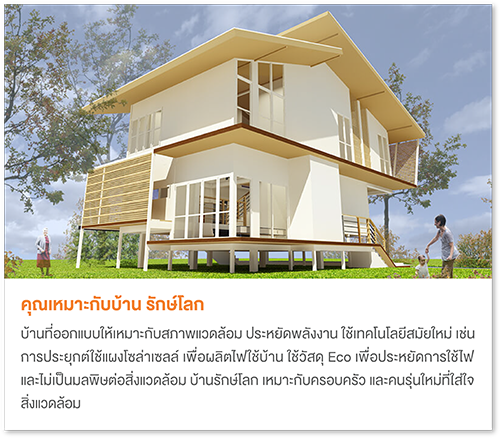 คุณเหมาะกับบ้าน รักษ์โลก
บ้านที่ออกแบบให้เหมาะกับสภาพแวดล้อม ประหยัดพลังงาน ใช้เทคโนโลยีสมัยใหม่ เช่น
การประยุกต์ใช้แผงโซล่าเซลล์ เพื่อผลิตไฟใช้บ้าน ใช้วัสดุ Eco เพื่อประหยัดการใช้ไฟ
และไม่เป็นมลพิษต่อสิ่งแวดล้อม บ้านรักษ์โลก เหมาะกับครอบครัว และคนรุ่นใหม่ที่ใส่ใจ
สิ่งแวดล้อม